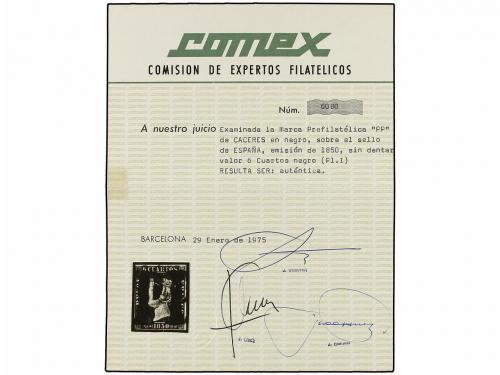 comex
COMISION DE EXPERTOS FILATELICOS
Núm. 6080
A nuestro juicio Examinada la Marca Prefilatélica "PP"
de CACERES en negro, sobre el sello
de ESPAÑA, emisión de 1850, sin dentar
valor 6 Cuartos negro (Pl.I)
RESULTA SER: auténtica.
BARCELONA 29 Enero de 1975
6 CUARTOS
1850